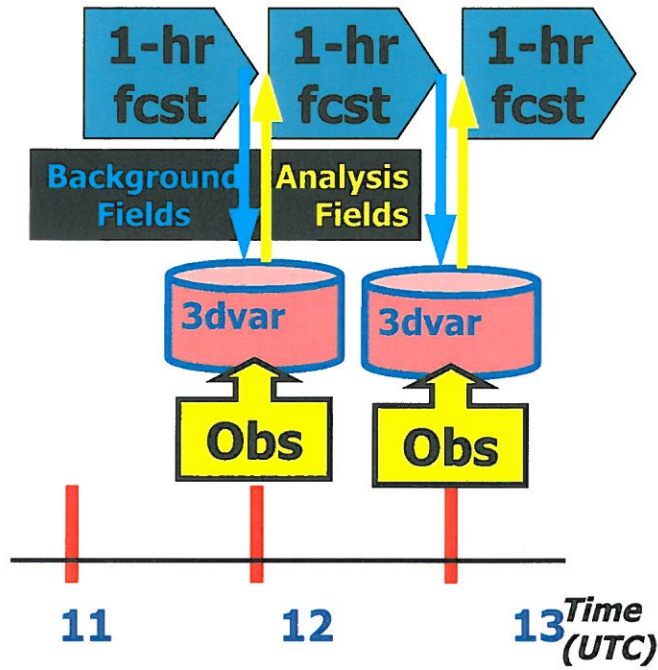 1-hr
fcst
1-hr
fcst
1-hr
fcst
Background
Fields
Analysis
Fields
3dvar
3dvar
Obs
Obs
11
12
13
Time
(UTC)